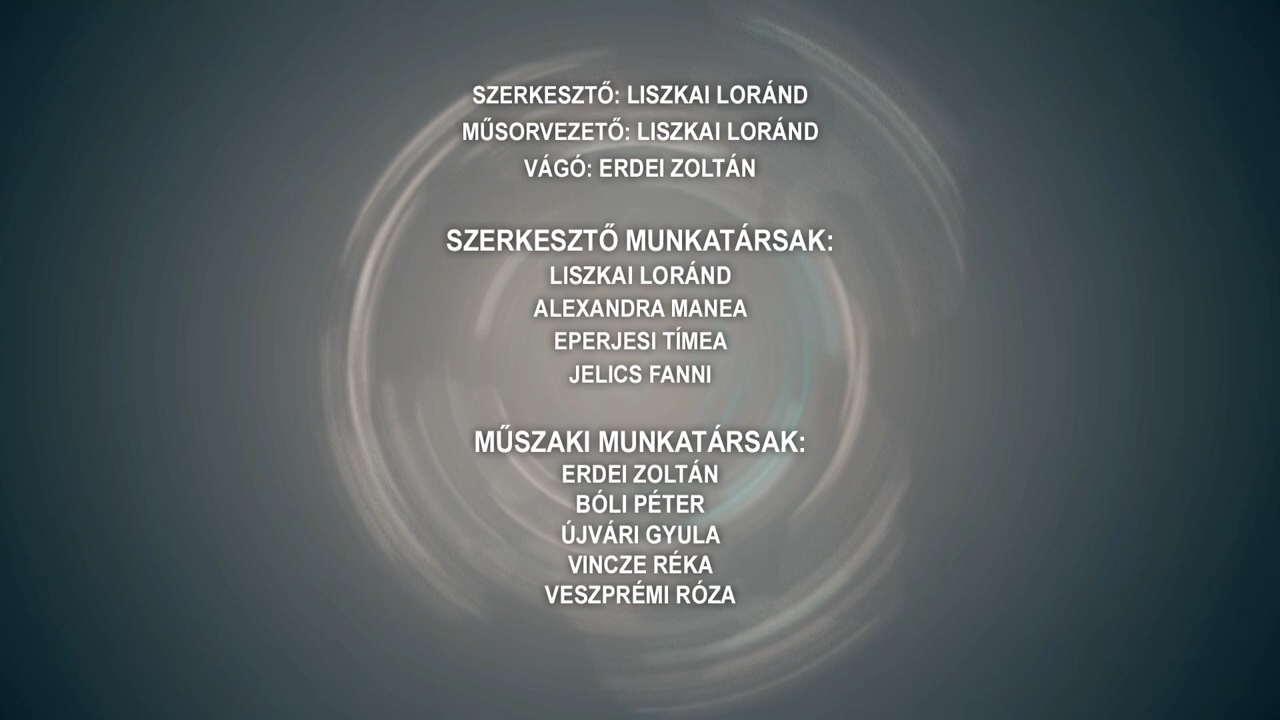 SZERKESZTŐ: LISZKAI LORÁND
MŰSORVEZETŐ: LISZKAI LORÁND
VÁGÓ: ERDEI ZOLTÁN
SZERKESZTŐ MUNKATÁRSAK:
LISZKAI LORÁND
ALEXANDRA MANEA
EPERJESI TÍMEA
JELICS FANNI
MŰSZAKI MUNKATÁRSAK:
ERDEI ZOLTÁN
BÓLI PÉTER
ÚJVÁRI GYULA
VINCZE RÉKA
VESZPRÉMI RÓZA